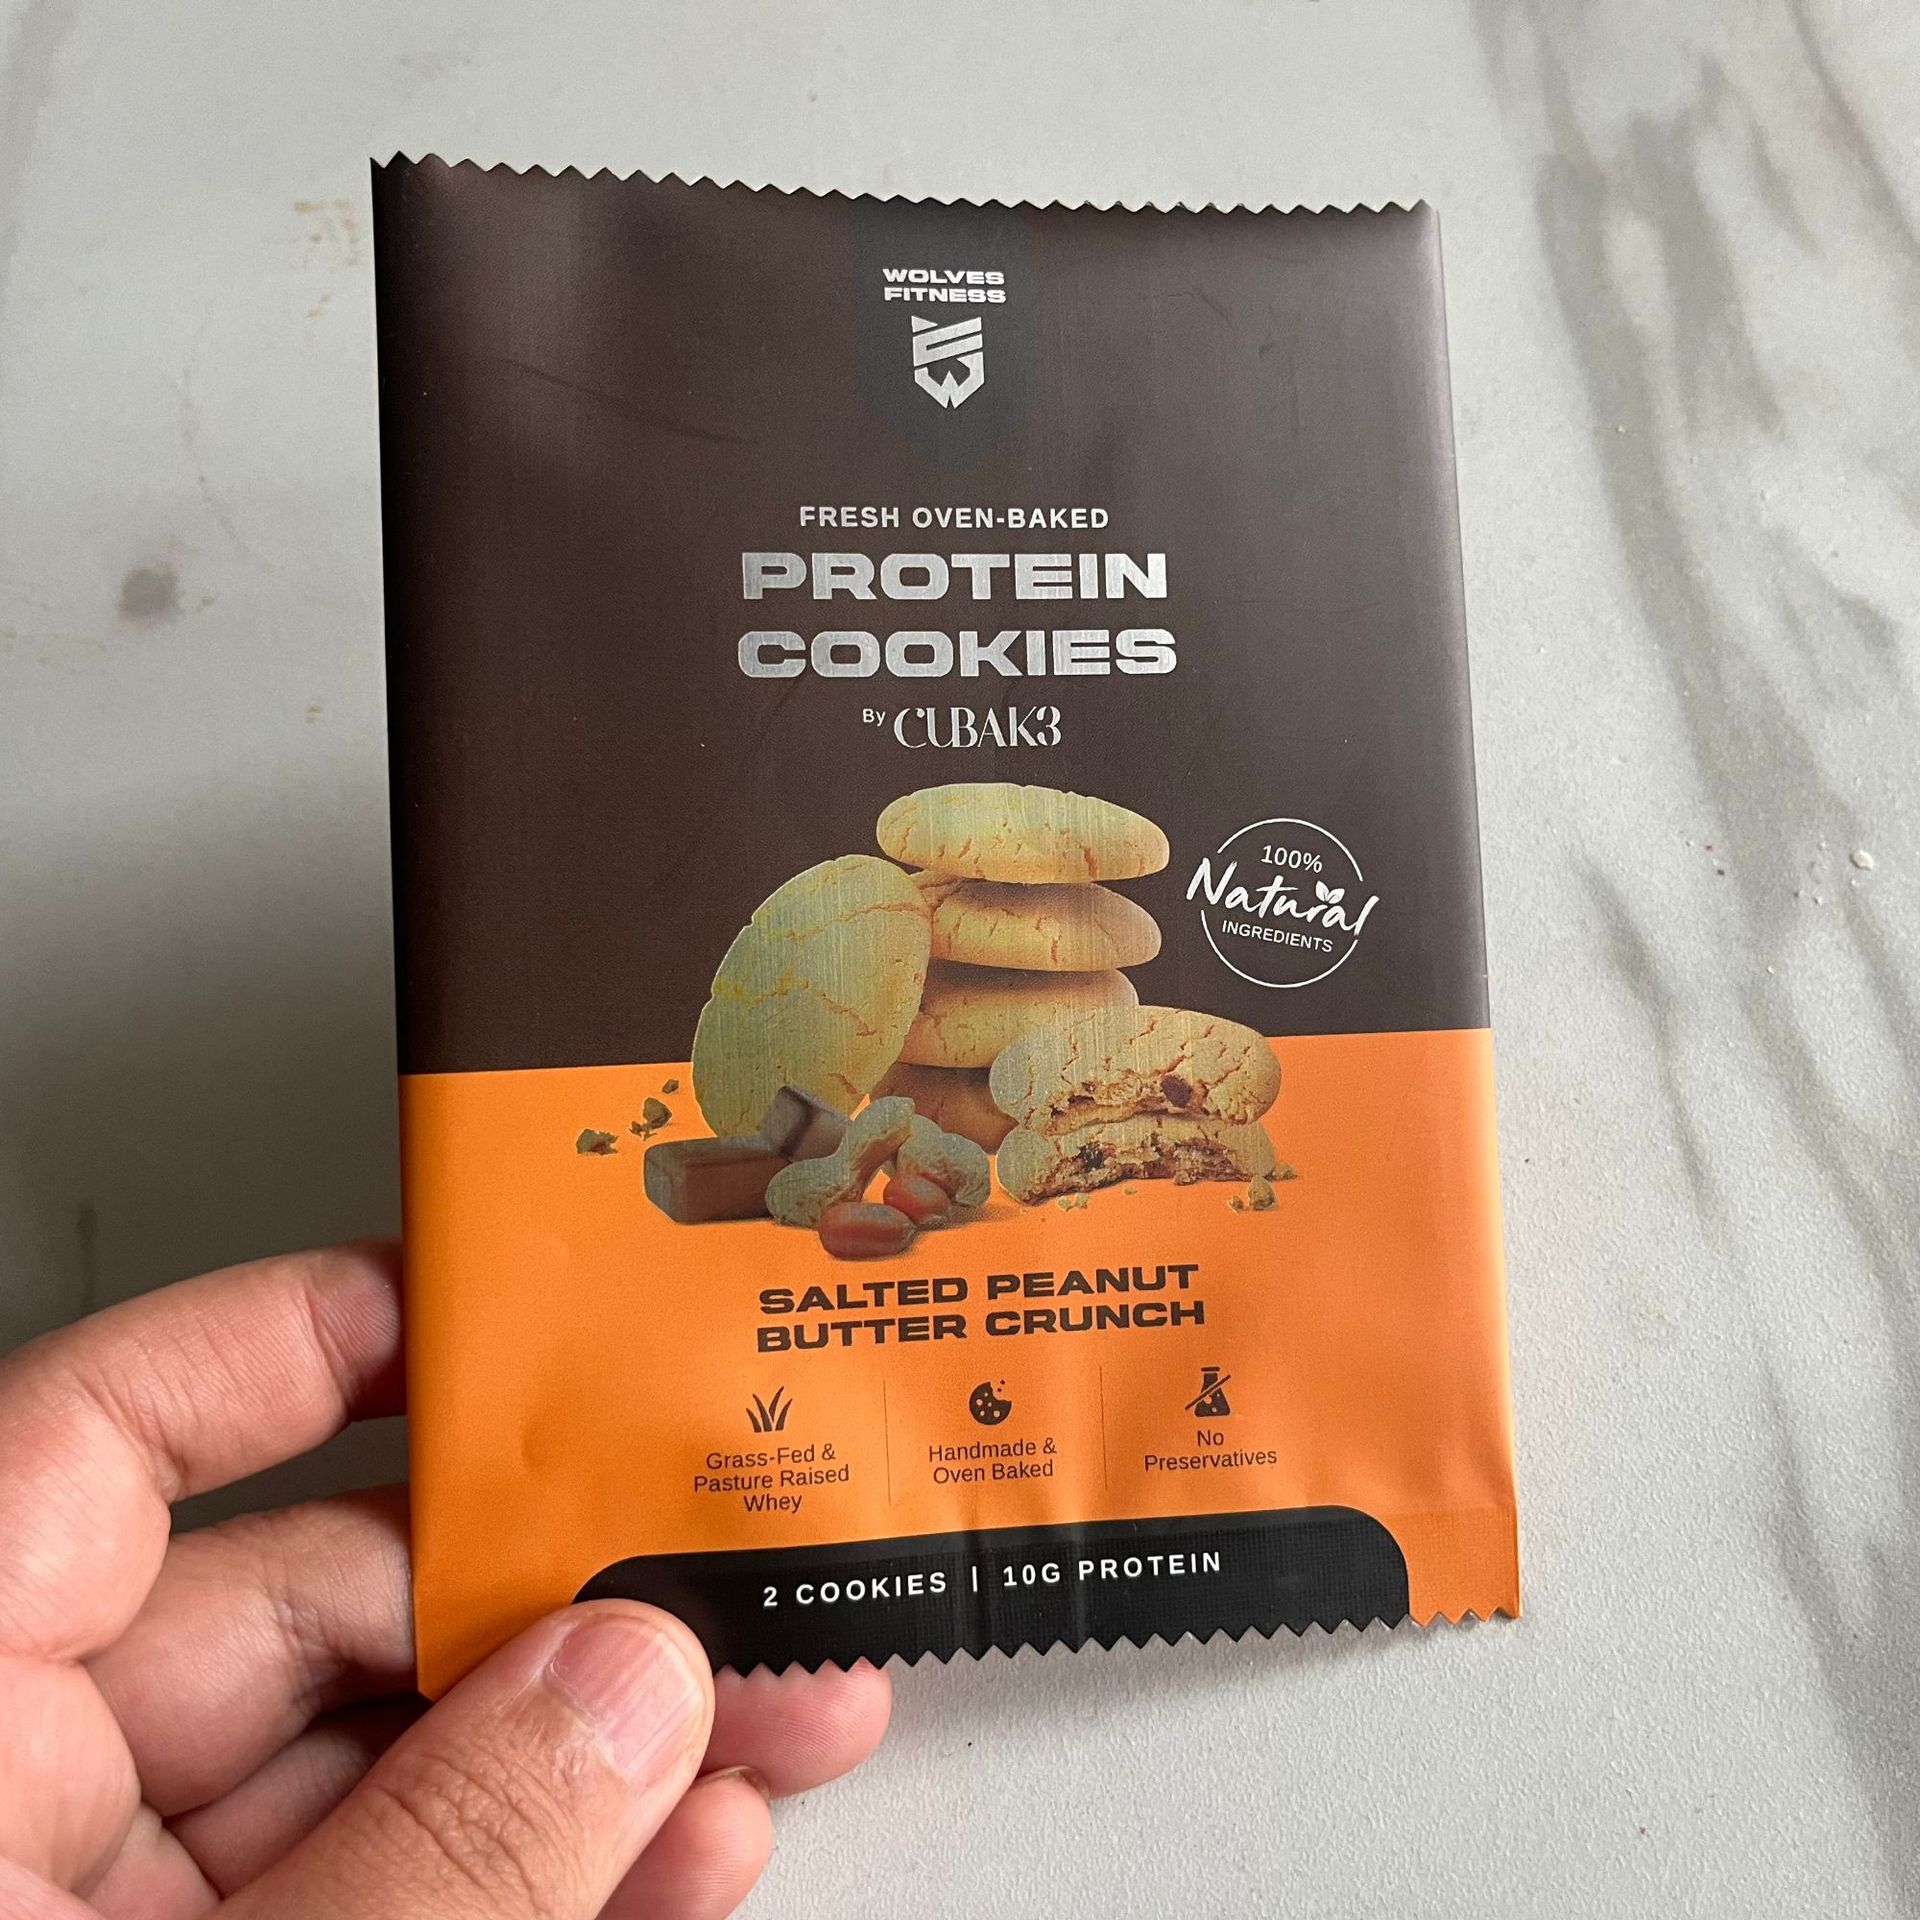 WOLVES
FITNESS
FRESH OVEN-BAKED
PROTEIN
COOKIES
By CUBAK3
100%
Natural
INGREDIENTS
SALTED PEANUT
BUTTER CRUNCH
Grass-Fed &
Pasture Raised
Whey
Handmade &
Oven Baked
No
Preservatives
2 COOKIES | 10G PROTEIN